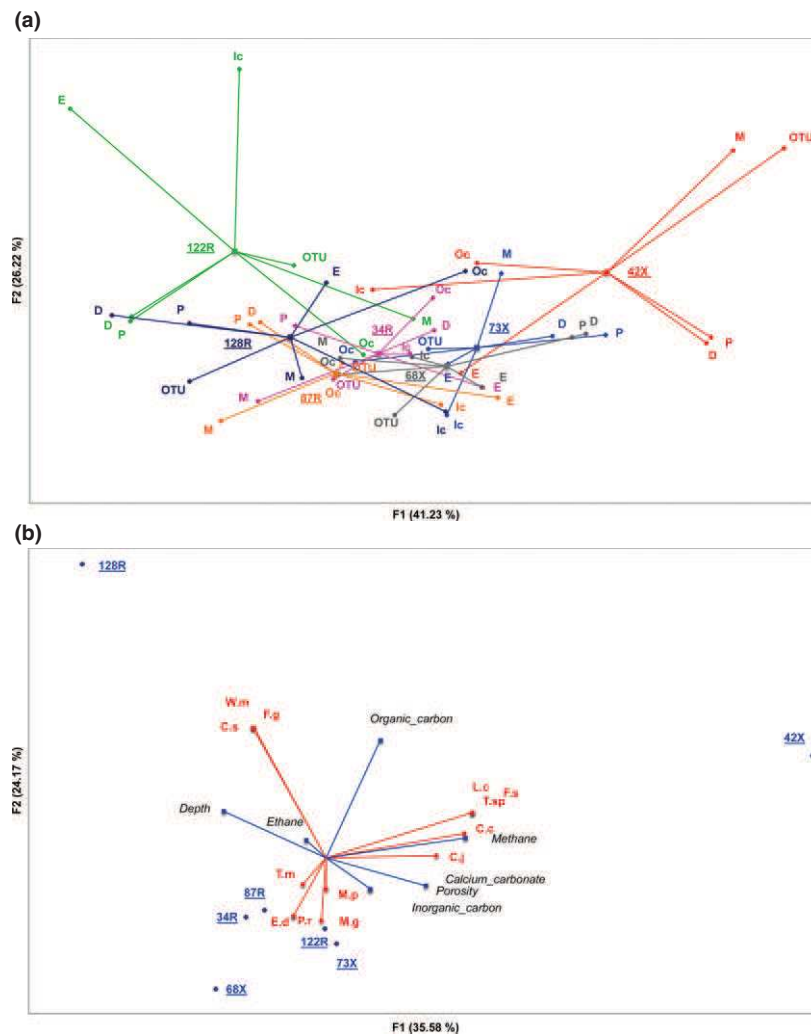 (a)
Ic
E
M
OTU
122R
OTU
Oc
Oc
M
42X
E
Ic
Oc
D
D
P
P
P
D
M
34R
D
73X
D
P
D
P
P
D
128R
M
Oc
OTU
Ic
Oc
OTU
68X
E
E
E
OTU
M
OTU
87R
Oc
E
E
M
M
OTU
Ic
Ic
Ic
F2 (26.22 %)
F1 (41.23 %)
(b)
128R
W.m
F.g
C.s
Organic_carbon
42X
L.c
F.s
T.sp
Depth
Ethane
C.c
Methane
C.j
T.m
Calcium_carbonate
M.p
Porosity
87R
Inorganic_carbon
34R
E.d
P.r
M.g
122R
73X
68X
F2 (24.17 %)
F1 (35.58 %)